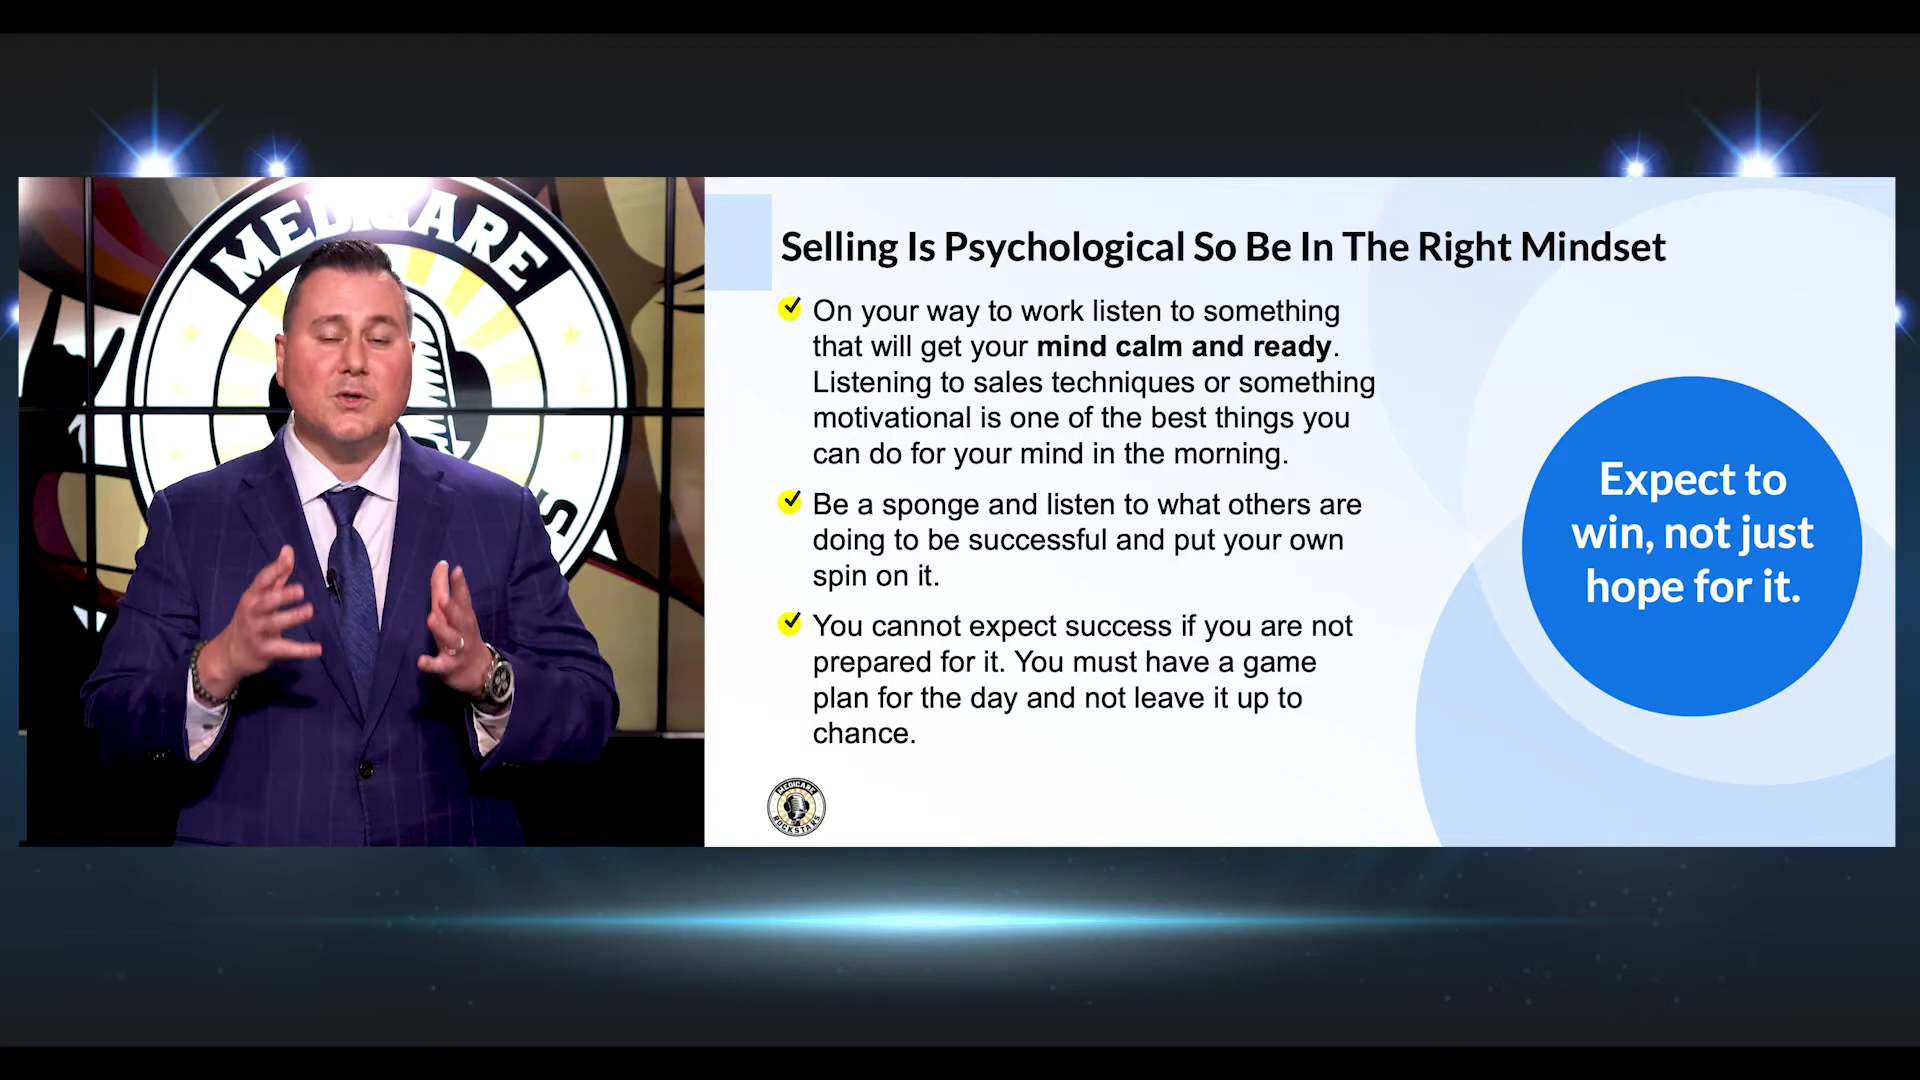 MEDICARE
S
Selling Is Psychological So Be In The Right Mindset
On your way to work listen to something
that will get your mind calm and ready.
Listening to sales techniques or something
motivational is one of the best things you
can do for your mind in the morning.
Be a sponge and listen to what others are
doing to be successful and put your own
spin on it.
You cannot expect success if you are not
prepared for it. You must have a game
plan for the day and not leave it up to
chance.
Expect to
win, not just
hope for it.
MEDICARE
ROCKSTARS